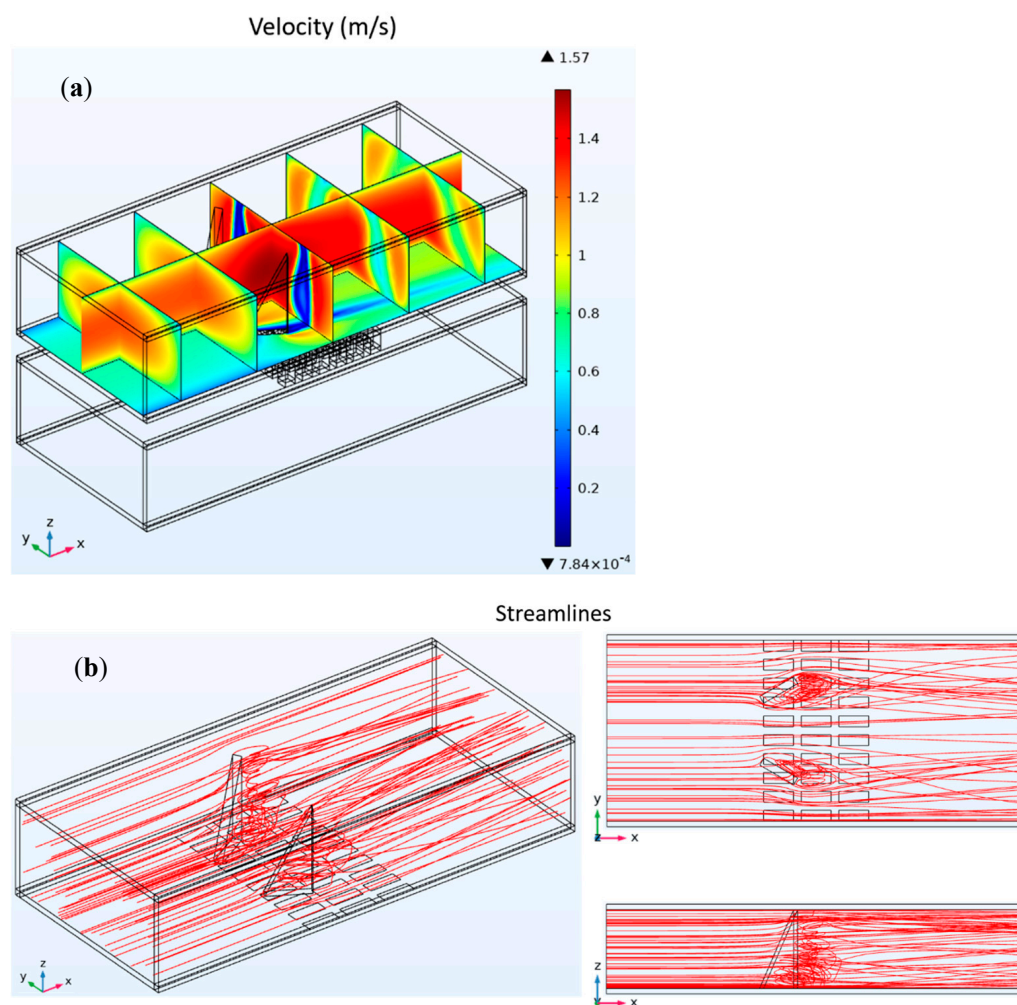 Velocity (m/s)
(a)
▲ 1.57
1.4
1.2
1
0.8
0.6
0.4
0.2
▼ 7.84×10⁻⁴
z
y
x
Streamlines
(b)
z
y
x
y
z
x
z
y
x